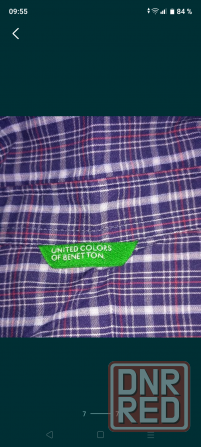 09:55
84 %
UNITED COLORS
OF BENETTON
7
DNR
RED